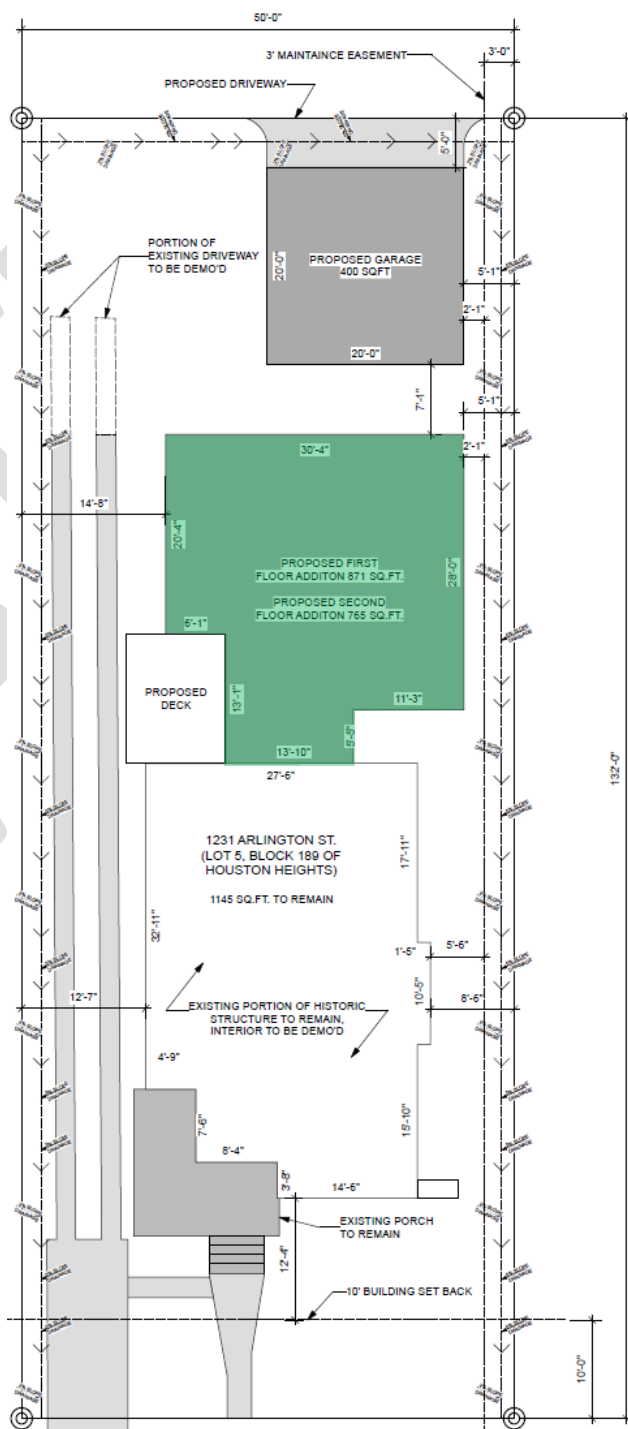 50'-0"
3' MAINTAINCE EASEMENT
3'-0"
PROPOSED DRIVEWAY
5'-0"
PORTION OF
EXISTING DRIVEWAY
TO BE DEMO'D
20'-0"
PROPOSED GARAGE
400 SQFT
5'-1"
2'-1"
20'-0"
7'-1"
5'-1"
30'-4"
2'-1"
14'-8"
20'-4"
PROPOSED FIRST
FLOOR ADDITON 871 SQ.FT.
28'-0"
PROPOSED SECOND
FLOOR ADDITON 765 SQ.FT.
6'-1"
PROPOSED
DECK
13'-1"
11'-3"
13'-10"
27'-6"
132'-0"
1231 ARLINGTON ST.
(LOT 5, BLOCK 189 OF
HOUSTON HEIGHTS)
17'-11"
1145 SQ.FT. TO REMAIN
32'-11"
1'-5"
5'-6"
12'-7"
10'-5"
8'-6"
EXISTING PORTION OF HISTORIC
STRUCTURE TO REMAIN,
INTERIOR TO BE DEMO'D
4'-9"
7'-6"
15'-10"
8'-4"
3'-8"
14'-6"
EXISTING PORCH
TO REMAIN
12'-4"
10' BUILDING SET BACK
10'-0"